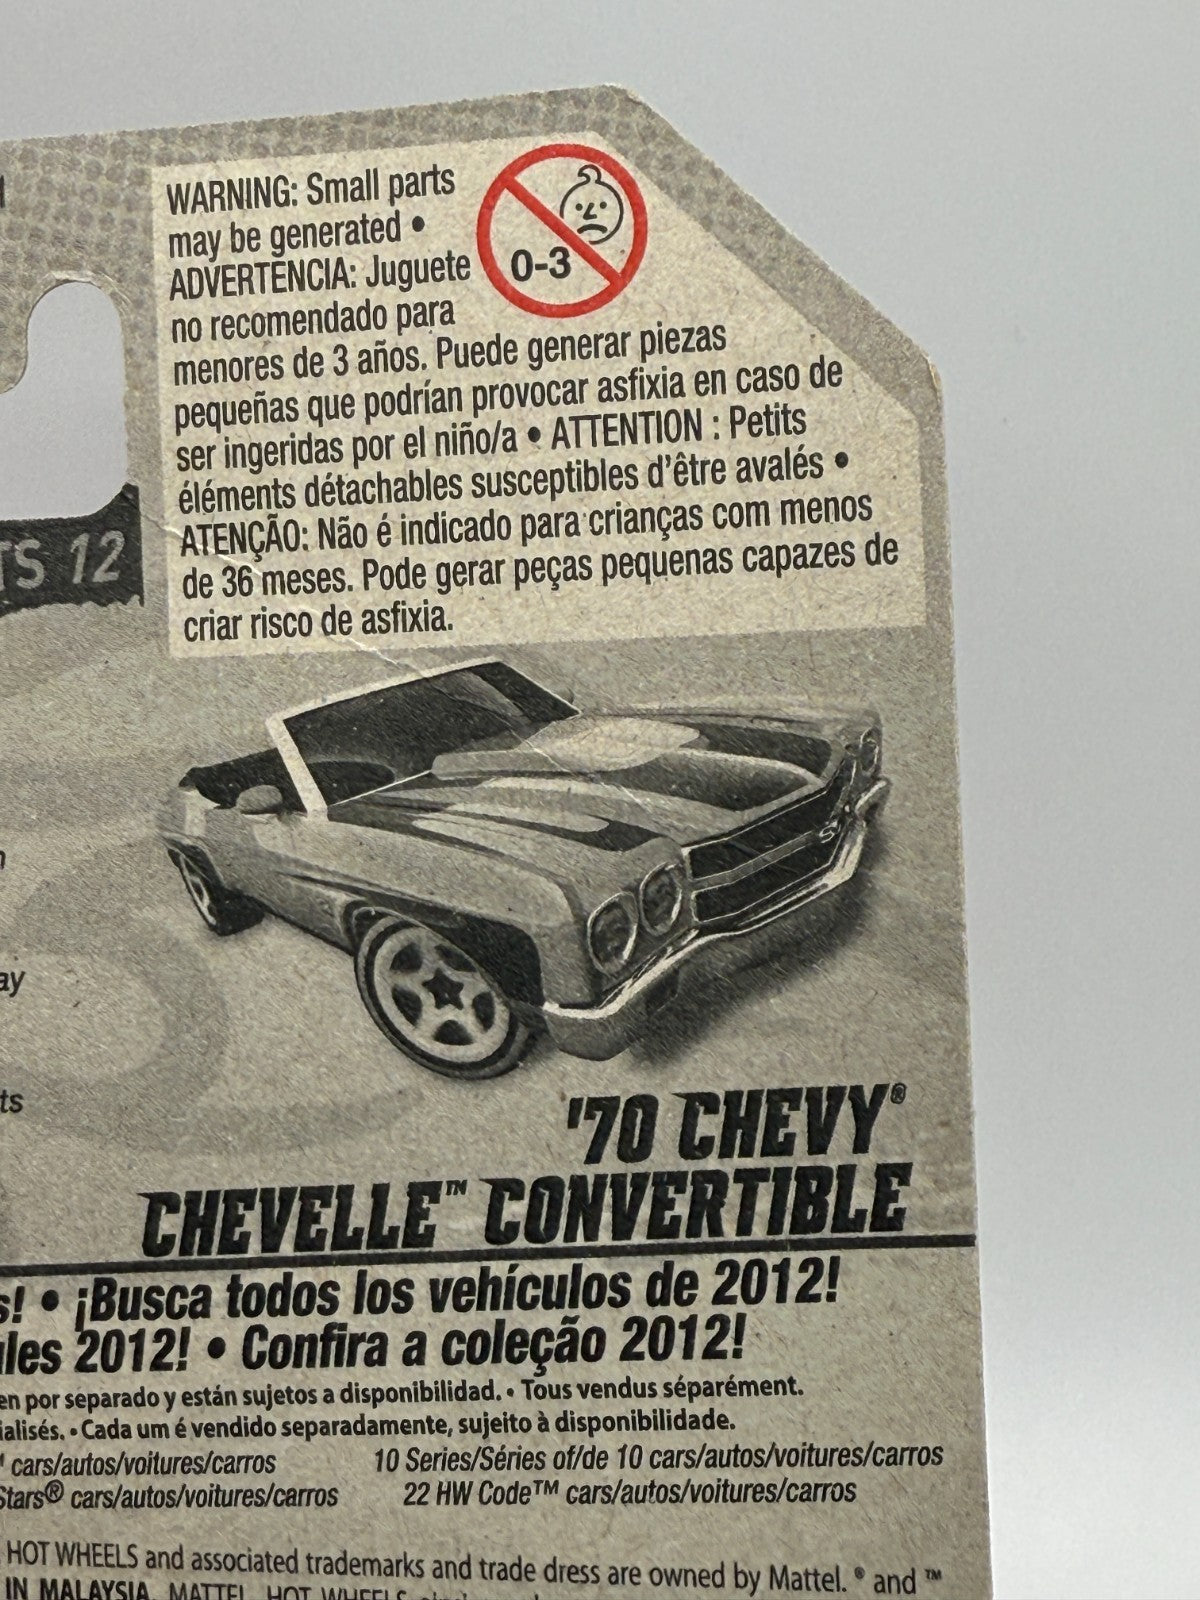 WARNING: Small parts
may be generated •
ADVERTENCIA: Juguete
no recomendado para
menores de 3 años. Puede generar piezas
pequeñas que podrían provocar asfixia en caso de
ser ingeridas por el niño/a • ATTENTION : Petits
éléments détachables susceptibles d'être avalés •
ATENÇÃO: Não é indicado para crianças com menos
de 36 meses. Pode gerar peças pequenas capazes de
criar risco de asfixia.
0-3
TS 12
SS
ay
ts
'70 CHEVY®
CHEVELLE™ CONVERTIBLE
s! • ¡Busca todos los vehículos de 2012!
les 2012! • Confira a coleção 2012!
en por separado y están sujetos a disponibilidad. • Tous vendus séparément.
ialisés. • Cada um é vendido separadamente, sujeito à disponibilidade.
cars/autos/voitures/carros 10 Series/Séries of/de 10 cars/autos/voitures/carros
Stars® cars/autos/voitures/carros 22 HW Code™ cars/autos/voitures/carros
HOT WHEELS and associated trademarks and trade dress are owned by Mattel. ® and ™
IN MALAYSIA. MATTEL, HOT WHEELS